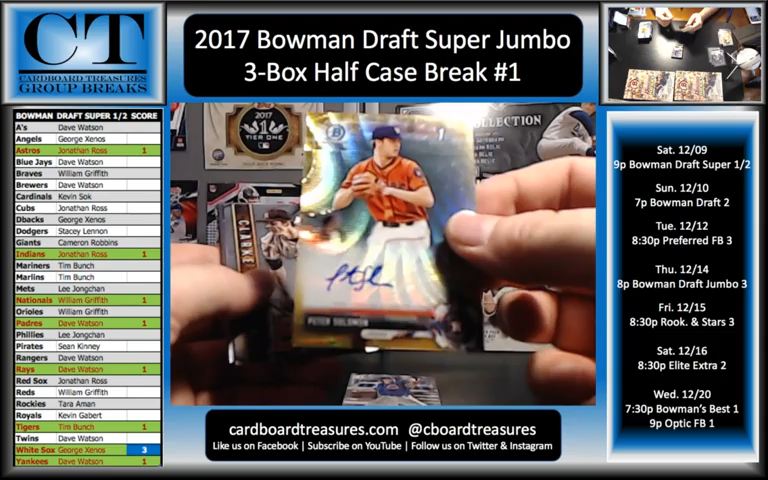 CT
CARDBOARD TREASURES
GROUP BREAKS
2017 Bowman Draft Super Jumbo
3-Box Half Case Break #1
BOWMAN DRAFT SUPER 1/2 SCORE
A's Dave Watson
Angels George Xenos
Astros Jonathan Ross 1
Blue Jays Dave Watson
Braves William Griffith
Brewers Dave Watson
Cardinals Kevin Sok
Cubs Jonathan Ross
Dbacks George Xenos
Dodgers Stacey Lennon
Giants Cameron Robbins
Indians Jonathan Ross 1
Mariners Tim Bunch
Marlins Tim Bunch
Mets Lee Jongchan
Nationals William Griffith 1
Orioles William Griffith
Padres Dave Watson 1
Phillies Lee Jongchan
Pirates Sean Kinney
Rangers Dave Watson
Rays Dave Watson 1
Red Sox Jonathan Ross
Reds William Griffith
Rockies Tara Aman
Royals Kevin Gabert
Tigers Tim Bunch 1
Twins Dave Watson
White Sox George Xenos 3
Yankees Dave Watson 1
2017
TIER ONE
COLLECTION
CLARKE
PETER SOLOMON
Sat. 12/09
9p Bowman Draft Super 1/2
Sun. 12/10
7p Bowman Draft 2
Tue. 12/12
8:30p Preferred FB 3
Thu. 12/14
8p Bowman Draft Jumbo 3
Fri. 12/15
8:30p Rook. & Stars 3
Sat. 12/16
8:30p Elite Extra 2
Wed. 12/20
7:30p Bowman's Best 1
9p Optic FB 1
cardboardtreasures.com @cboardtreasures
Like us on Facebook | Subscribe on YouTube | Follow us on Twitter & Instagram